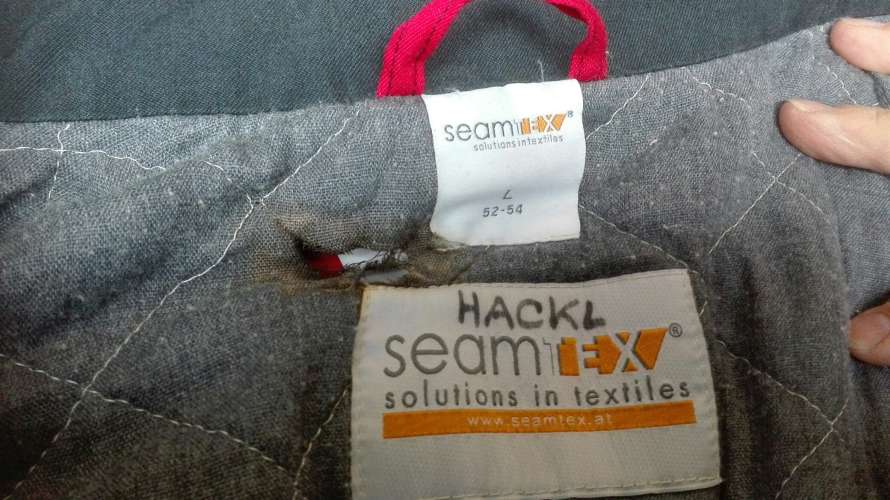 seamTEX®
solutions in textiles
L
52-54
HACKL
seamTEX®
solutions in textiles
www.seamtex.at